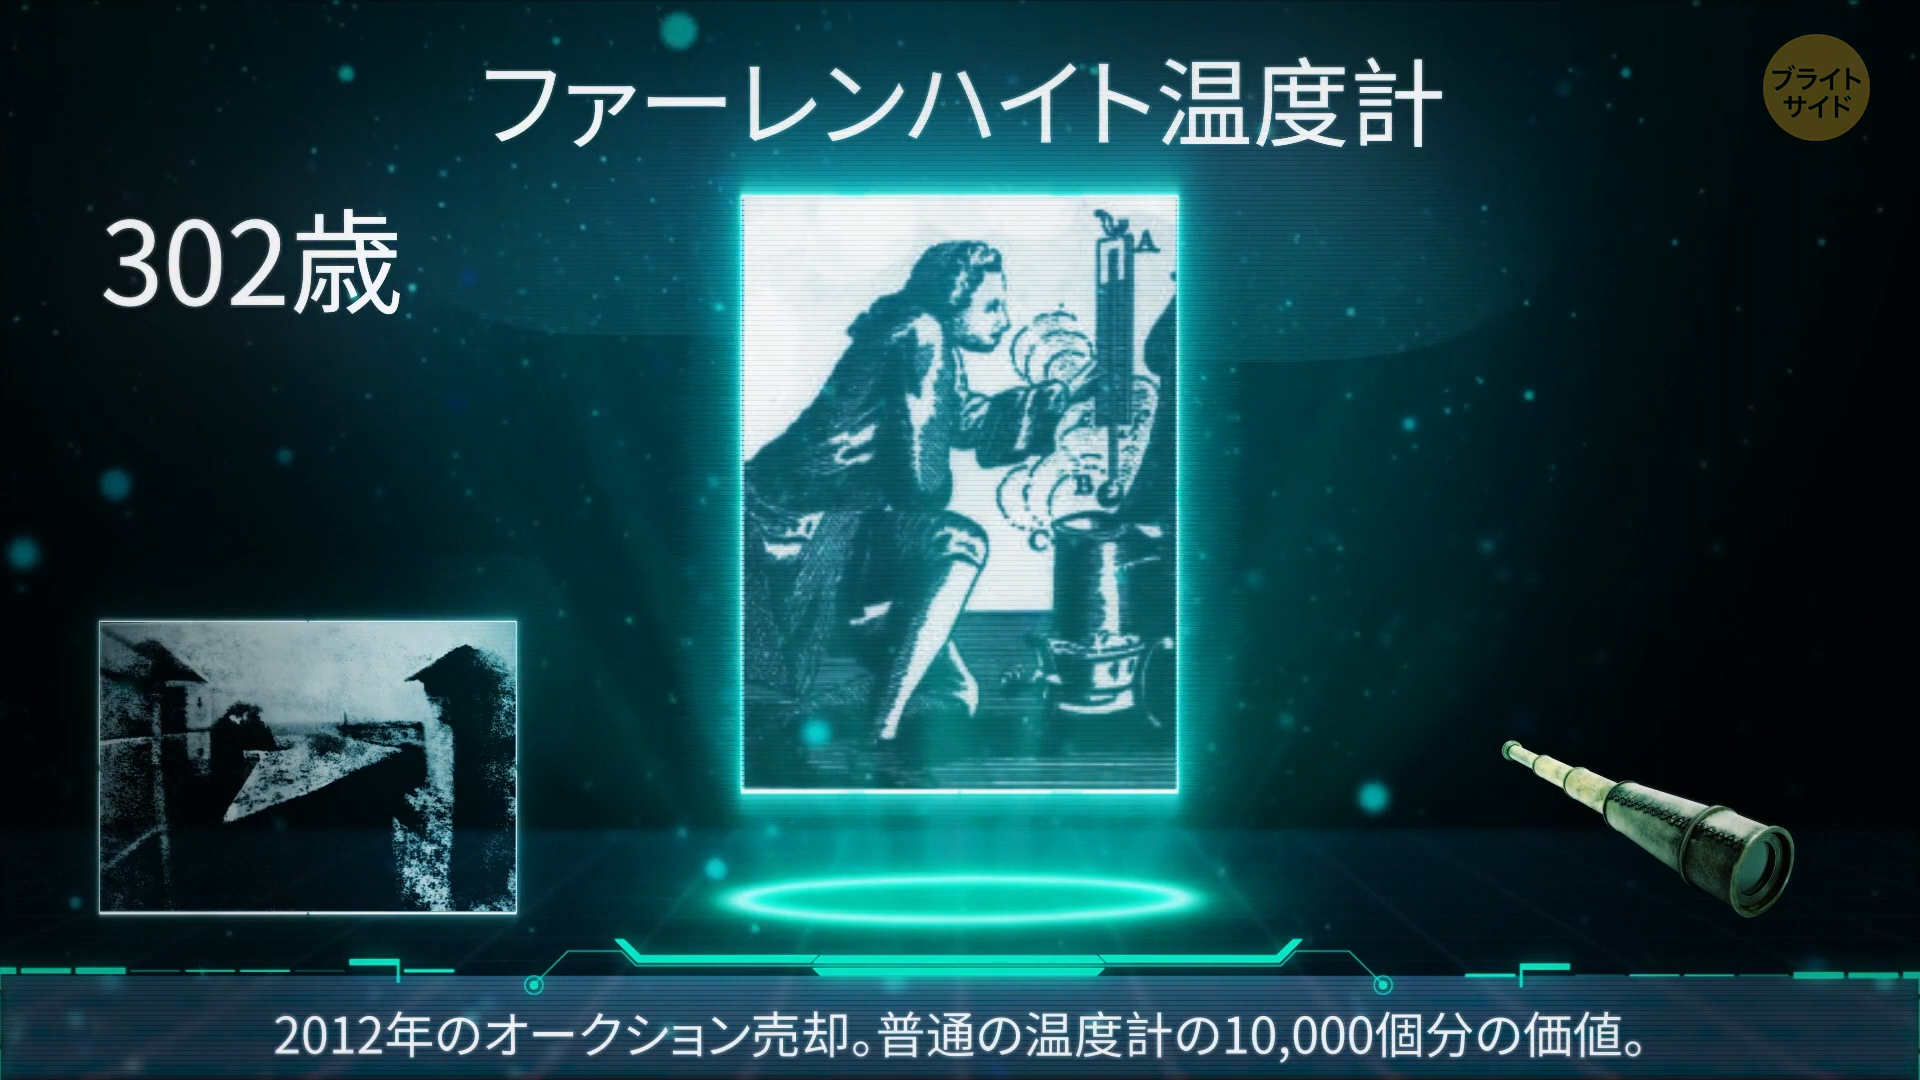 ファーレンハイト温度計
ブライト
サイド
302歳
A
B
C
2012年のオークション売却。普通の温度計の10,000個分の価値。